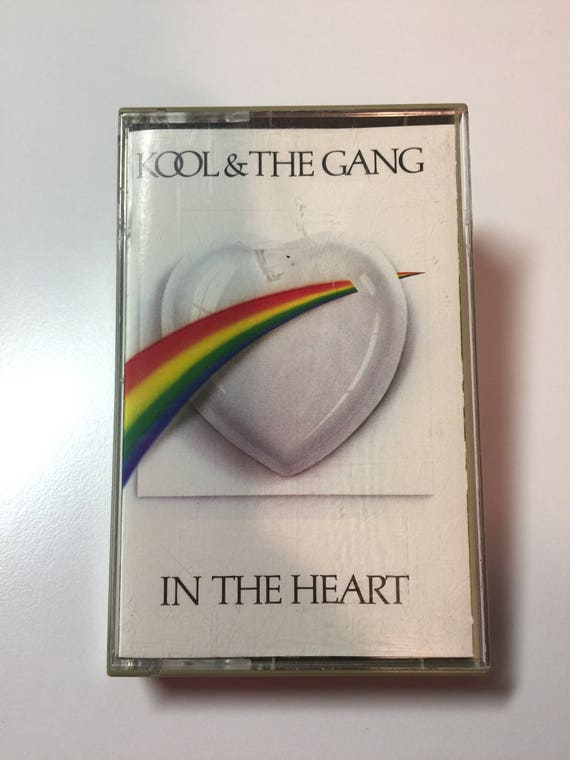 KOOL & THE GANG
IN THE HEART